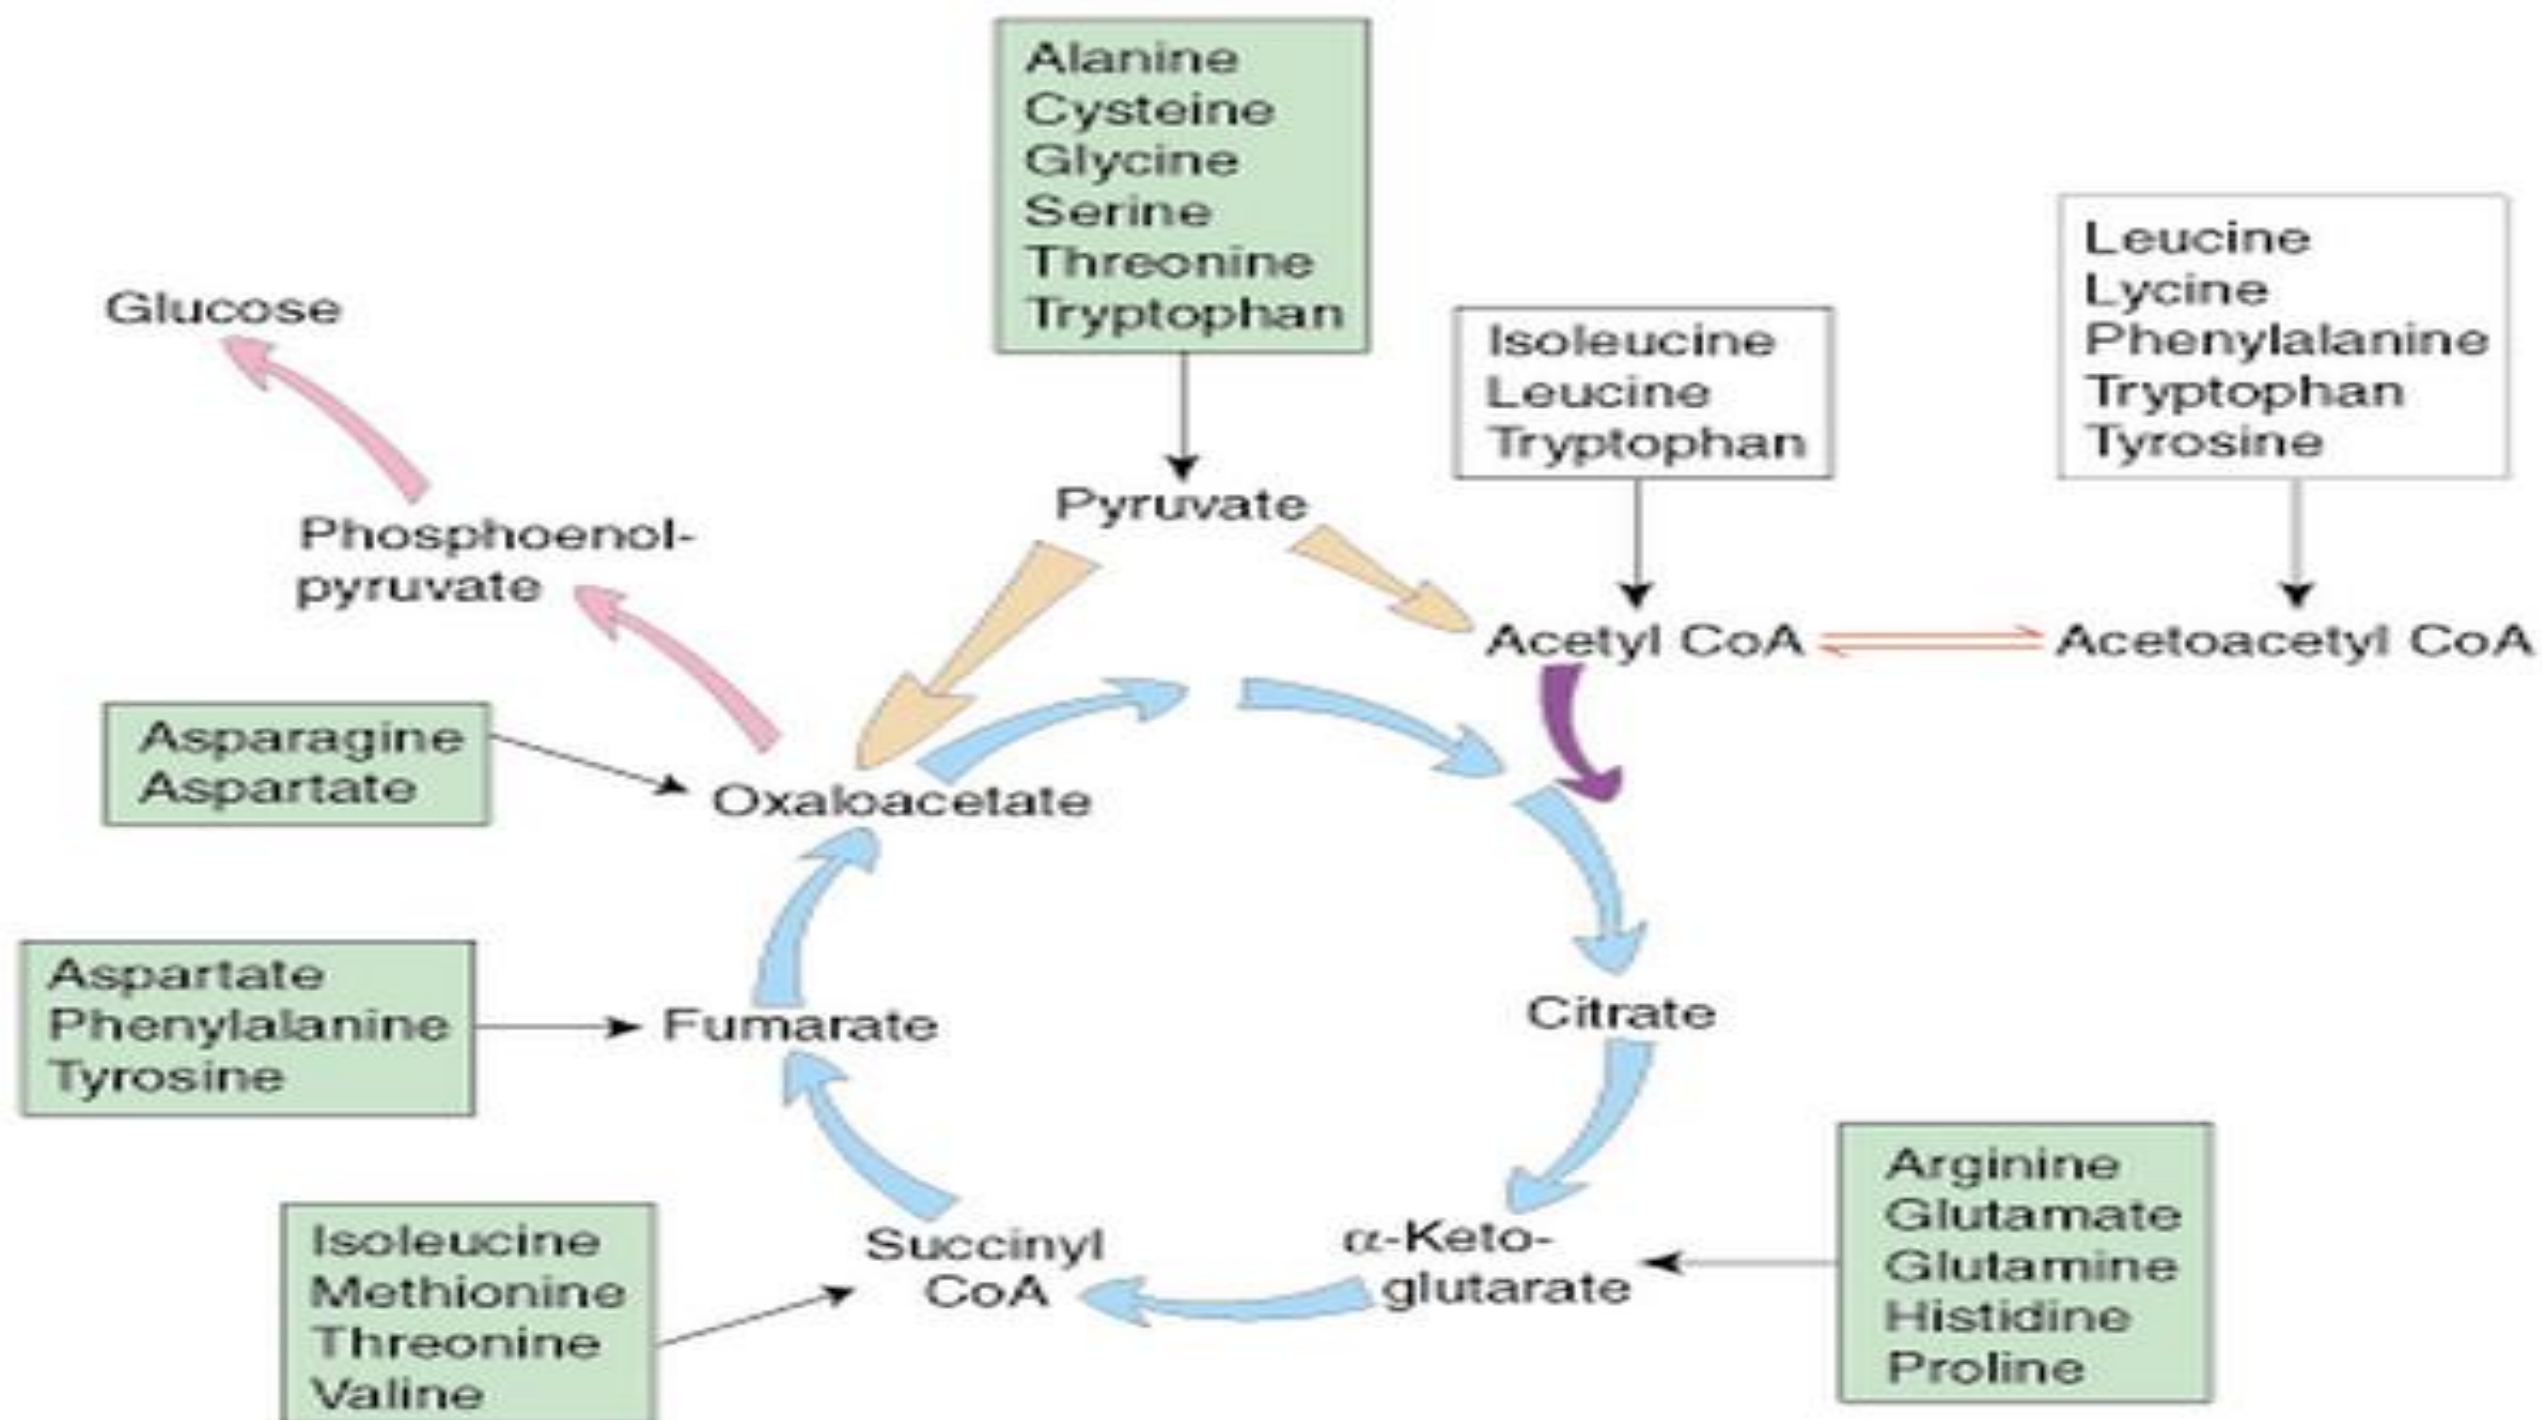 Alanine
Cysteine
Glycine
Serine
Threonine
Tryptophan
Leucine
Lycine
Phenylalanine
Tryptophan
Tyrosine
Glucose
Isoleucine
Leucine
Tryptophan
Pyruvate
Phosphoenol-
pyruvate
Acetyl CoA
Acetoacetyl CoA
Asparagine
Aspartate
Oxaloacetate
Aspartate
Phenylalanine
Tyrosine
Fumarate
Citrate
Arginine
Glutamate
Glutamine
Histidine
Proline
Isoleucine
Methionine
Threonine
Valine
Succinyl
CoA
α-Keto-
glutarate